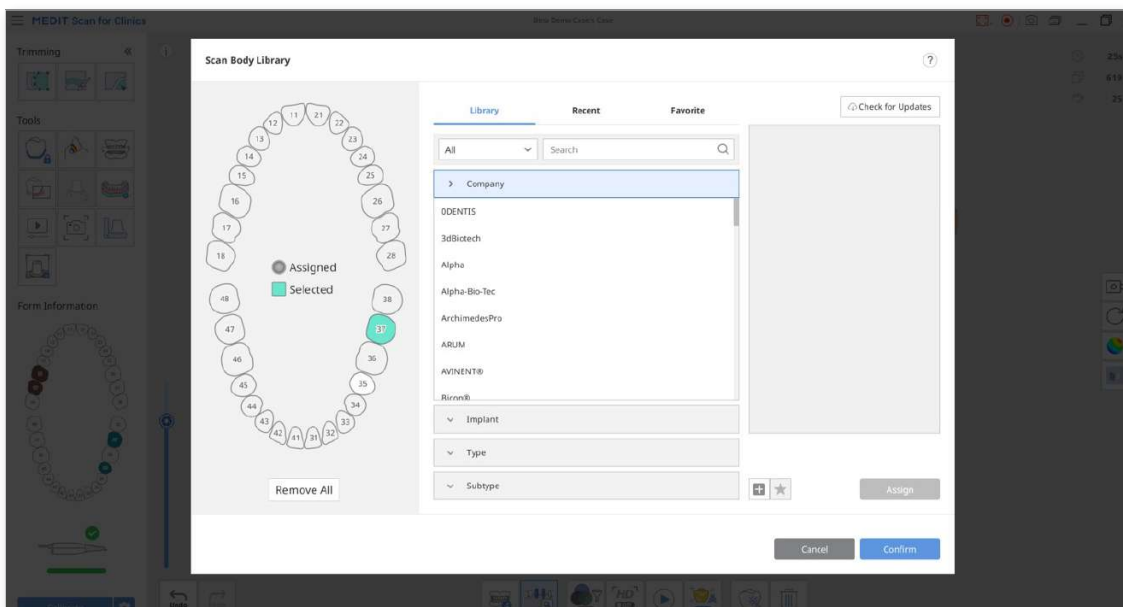 MEDIT Scan for Clinics
Trimming
Tools
Form Information
Undo
Scan Body Library
?
11 21
12 22
13 23
14 24
15 25
16 26
17 27
18 28
Assigned
Selected
48 38
47 37
46 36
45 35
44 34
43 33
42 41 31 32
Remove All
Library Recent Favorite
Check for Updates
All Search
Company
0DENTIS
3dBiotech
Alpha
Alpha-Bio-Tec
ArchimedesPro
ARUM
AVINENT®
Bicon®
Implant
Type
Subtype
Assign
Cancel Confirm
HD